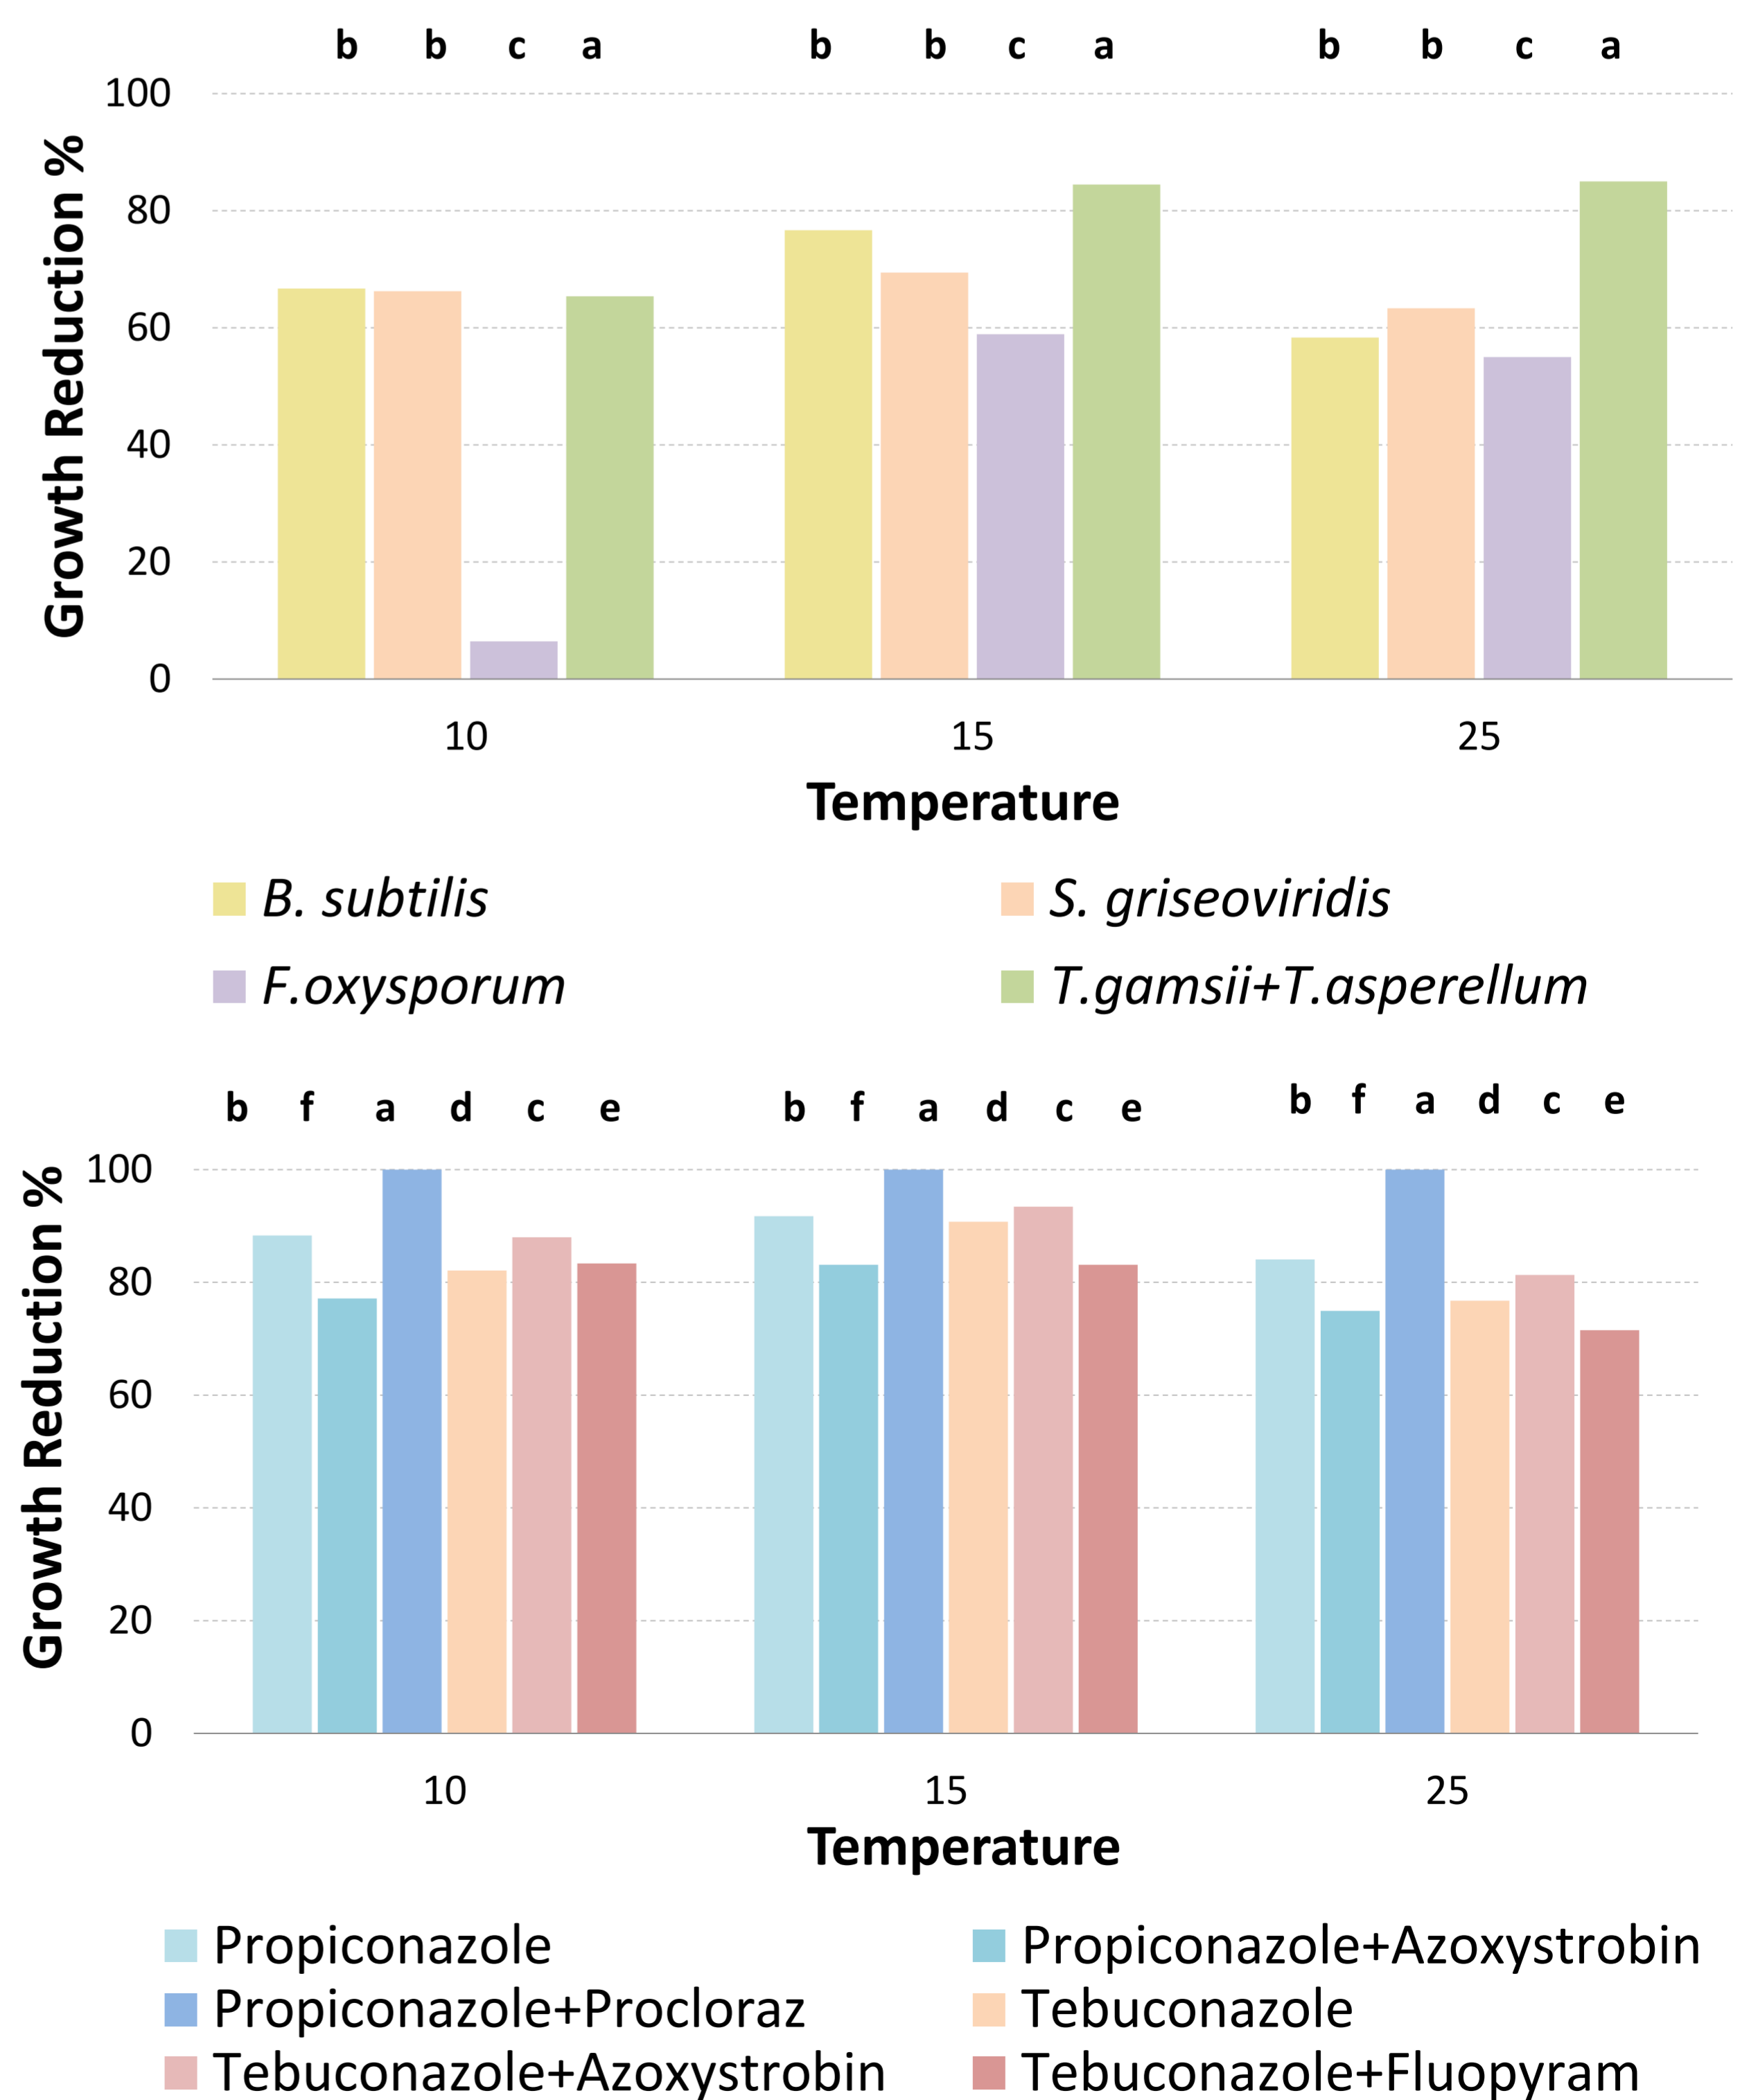 b b c a b b c a b b c a
100
80
60
40
20
0
Growth Reduction %
10 15 25
Temperature
B. subtilis S. griseoviridis
F.oxysporum T.gamsii+T.asperellum
b f a d c e b f a d c e b f a d c e
100
80
60
40
20
0
Growth Reduction %
10 15 25
Temperature
Propiconazole Propiconazole+Azoxystrobin
Propiconazole+Procloraz Tebuconazole
Tebuconazole+Azoxystrobin Tebuconazole+Fluopyram